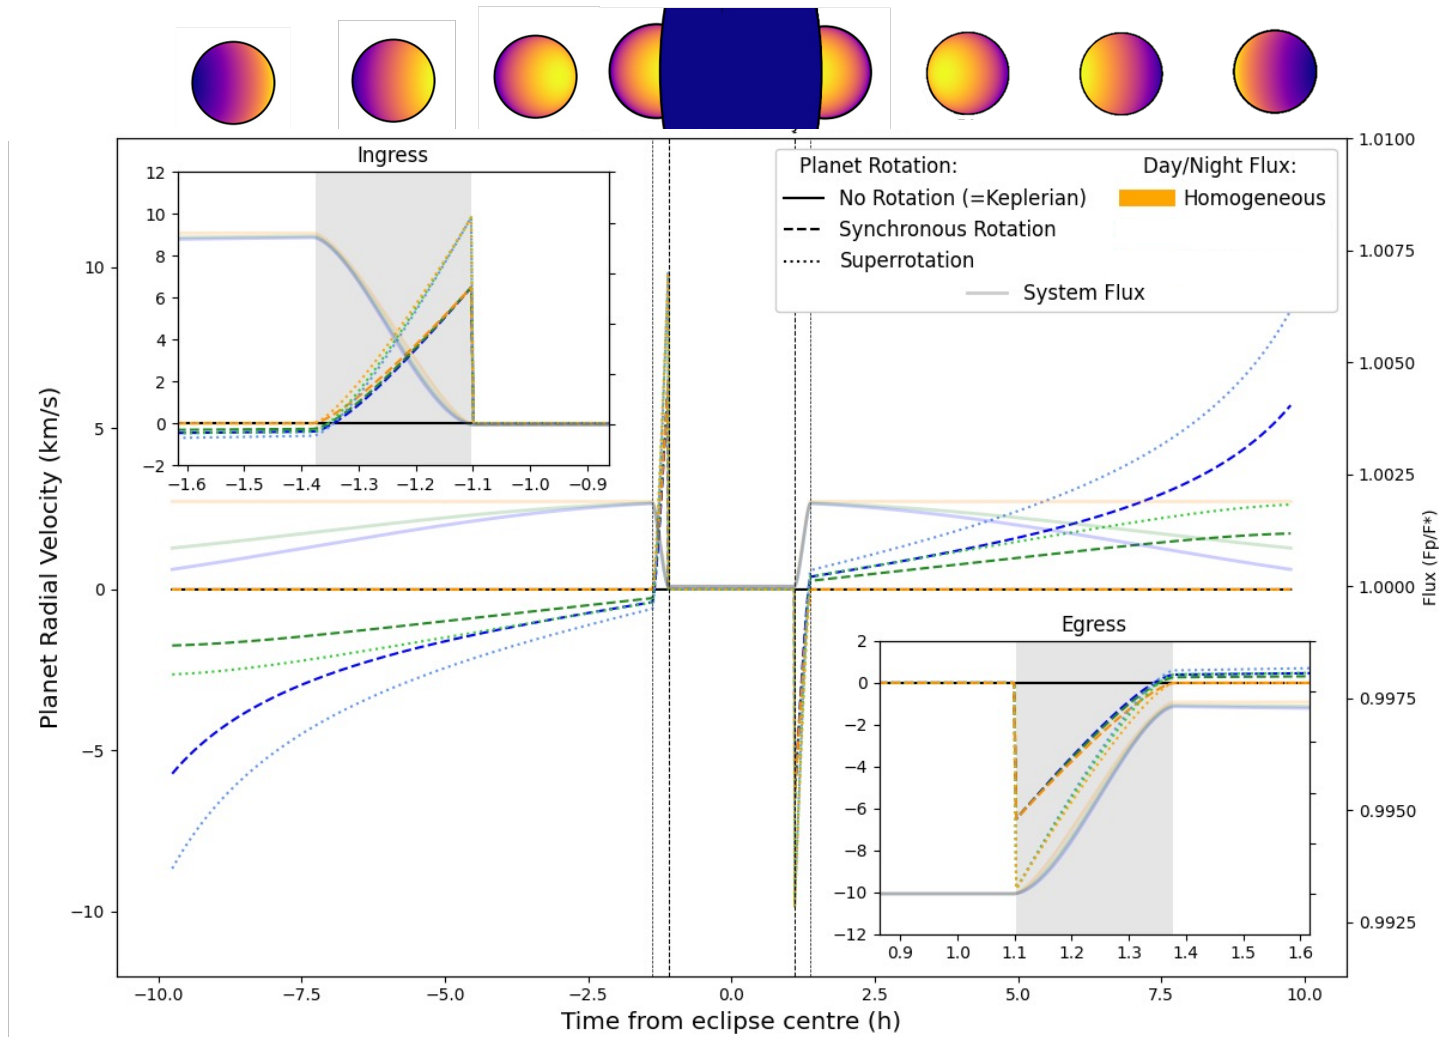 Ingress
12
10
8
6
4
2
0
−2
−1.6 −1.5 −1.4 −1.3 −1.2 −1.1 −1.0 −0.9
Planet Rotation: Day/Night Flux:
No Rotation (=Keplerian) Homogeneous
Synchronous Rotation
Superrotation
System Flux
10
5
0
−5
−10
Planet Radial Velocity (km/s)
1.0100
1.0075
1.0050
1.0025
1.0000
0.9975
0.9950
0.9925
Flux (Fp/F*)
Egress
2
0
−2
−4
−6
−8
−10
−12
0.9 1.0 1.1 1.2 1.3 1.4 1.5 1.6
−10.0 −7.5 −5.0 −2.5 0.0 2.5 5.0 7.5 10.0
Time from eclipse centre (h)